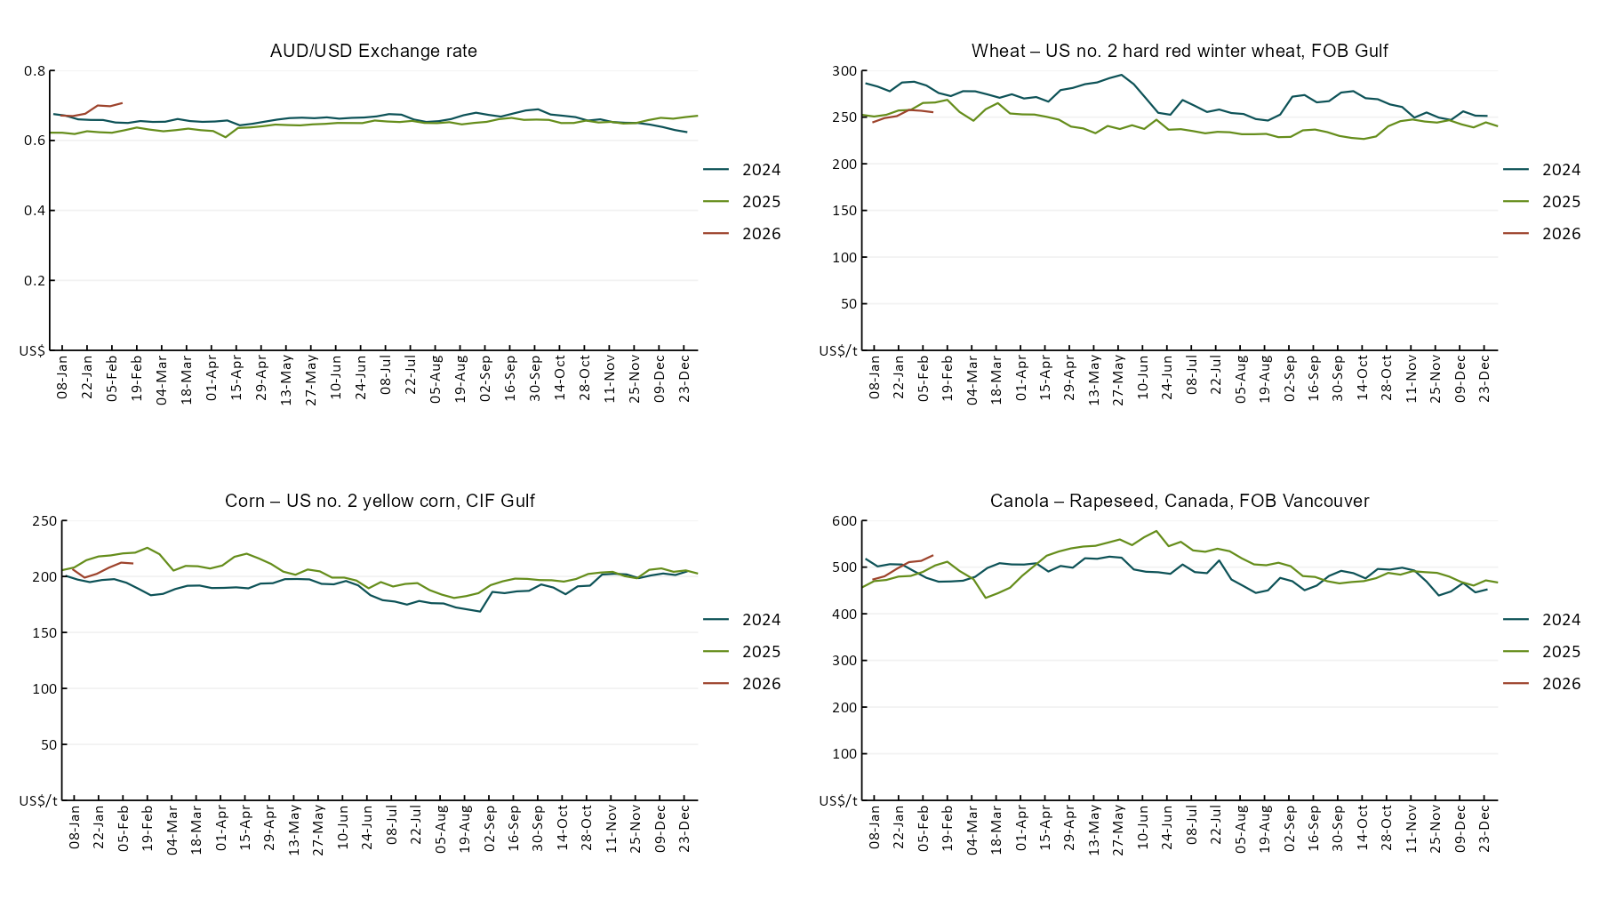 AUD/USD Exchange rate
0.8
0.6
0.4
0.2
US$
08-Jan
22-Jan
05-Feb
19-Feb
04-Mar
18-Mar
01-Apr
15-Apr
29-Apr
13-May
27-May
10-Jun
24-Jun
08-Jul
22-Jul
05-Aug
19-Aug
02-Sep
16-Sep
30-Sep
14-Oct
28-Oct
11-Nov
25-Nov
09-Dec
23-Dec
2024
2025
2026
Wheat – US no. 2 hard red winter wheat, FOB Gulf
300
250
200
150
100
50
US$/t
08-Jan
22-Jan
05-Feb
19-Feb
04-Mar
18-Mar
01-Apr
15-Apr
29-Apr
13-May
27-May
10-Jun
24-Jun
08-Jul
22-Jul
05-Aug
19-Aug
02-Sep
16-Sep
30-Sep
14-Oct
28-Oct
11-Nov
25-Nov
09-Dec
23-Dec
2024
2025
2026
Corn – US no. 2 yellow corn, CIF Gulf
250
200
150
100
50
US$/t
08-Jan
22-Jan
05-Feb
19-Feb
04-Mar
18-Mar
01-Apr
15-Apr
29-Apr
13-May
27-May
10-Jun
24-Jun
08-Jul
22-Jul
05-Aug
19-Aug
02-Sep
16-Sep
30-Sep
14-Oct
28-Oct
11-Nov
25-Nov
09-Dec
23-Dec
2024
2025
2026
Canola – Rapeseed, Canada, FOB Vancouver
600
500
400
300
200
100
US$/t
08-Jan
22-Jan
05-Feb
19-Feb
04-Mar
18-Mar
01-Apr
15-Apr
29-Apr
13-May
27-May
10-Jun
24-Jun
08-Jul
22-Jul
05-Aug
19-Aug
02-Sep
16-Sep
30-Sep
14-Oct
28-Oct
11-Nov
25-Nov
09-Dec
23-Dec
2024
2025
2026